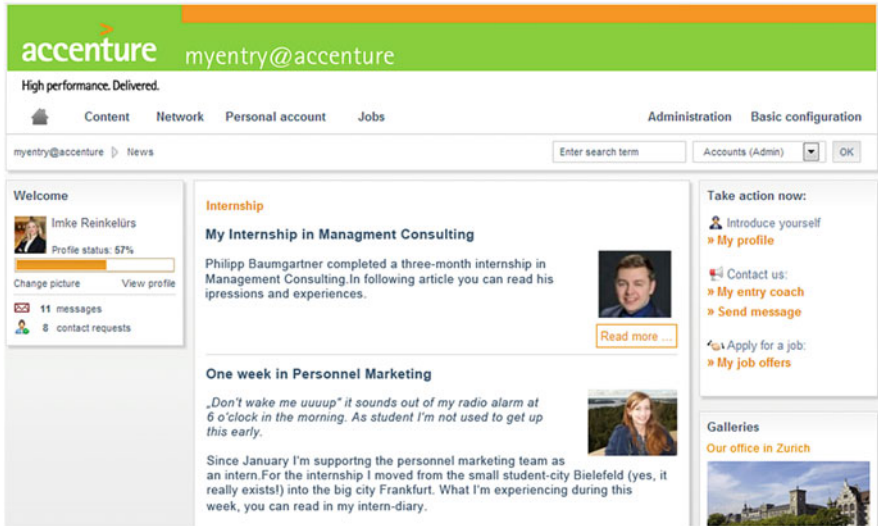 accenture
myentry@accenture
High performance. Delivered.
Content Network Personal account Jobs Administration Basic configuration
myentry@accenture News Enter search term Accounts (Admin) OK
Welcome
Imke Reinkelürs
Profile status: 57%
Change picture View profile
11 messages
8 contact requests
Internship
My Internship in Managment Consulting
Philipp Baumgartner completed a three-month internship in
Management Consulting.In following article you can read his
ipressions and experiences.
Read more ...
One week in Personnel Marketing
„Don't wake me uuuup" it sounds out of my radio alarm at
6 o'clock in the morning. As student I'm not used to get up
this early.
Since January I'm supportng the personnel marketing team as
an intern.For the internship I moved from the small student-city Bielefeld (yes, it
really exists!) into the big city Frankfurt. What I'm experiencing during this
week, you can read in my intern-diary.
Take action now:
Introduce yourself
» My profile
Contact us:
» My entry coach
» Send message
Apply for a job:
» My job offers
Galleries
Our office in Zurich